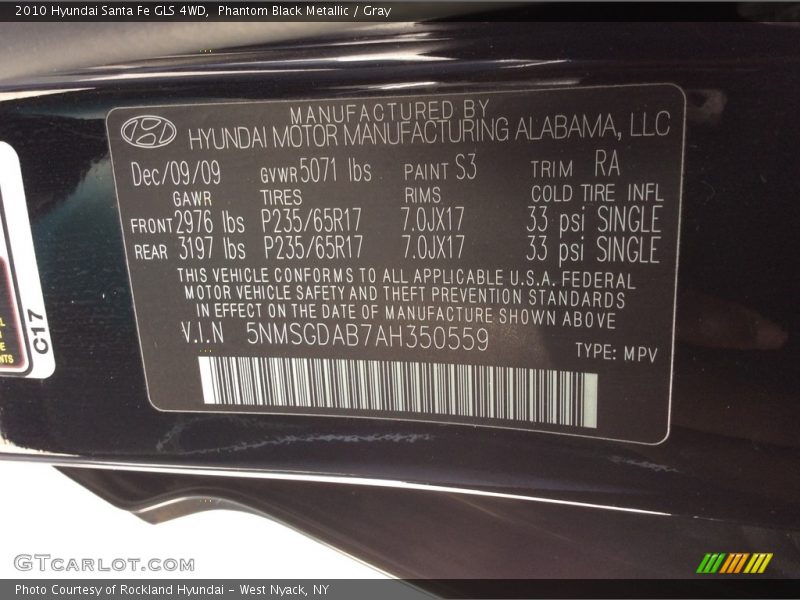 2010 Hyundai Santa Fe GLS 4WD,  Phantom Black Metallic / Gray
MANUFACTURED BY
HYUNDAI MOTOR MANUFACTURING ALABAMA, LLC
Dec/09/09 GVWR 5071 lbs PAINT S3 TRIM RA
GAWR TIRES RIMS COLD TIRE INFL
FRONT 2976 lbs P235/65R17 7.0JX17 33 psi SINGLE
REAR 3197 lbs P235/65R17 7.0JX17 33 psi SINGLE
THIS VEHICLE CONFORMS TO ALL APPLICABLE U.S.A. FEDERAL
MOTOR VEHICLE SAFETY AND THEFT PREVENTION STANDARDS
IN EFFECT ON THE DATE OF MANUFACTURE SHOWN ABOVE
V.I.N 5NMSGDAB7AH350559
TYPE: MPV
C17
GTcarlot.com
Photo Courtesy of Rockland Hyundai - West Nyack, NY